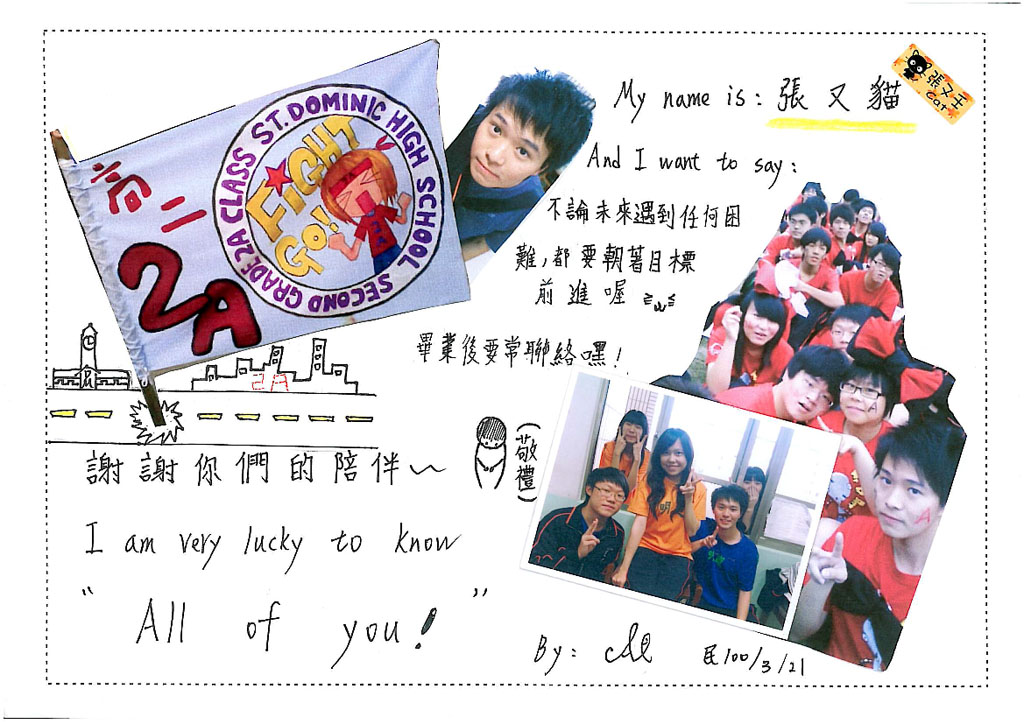 高二
2A
SECOND GRADE 2A CLASS ST. DOMINIC HIGH SCHOOL
FIGHT
GO!
My name is: 張又貓
Cat
And I want to say:
不論未來遇到任何困
難,都要朝著目標
前進喔 ≧ω≦
畢業後要常聯絡嘿!
2A
(敬禮)
謝謝你們的陪伴~
I am very lucky to know
"All of you!"
By:
民100/3/21
A